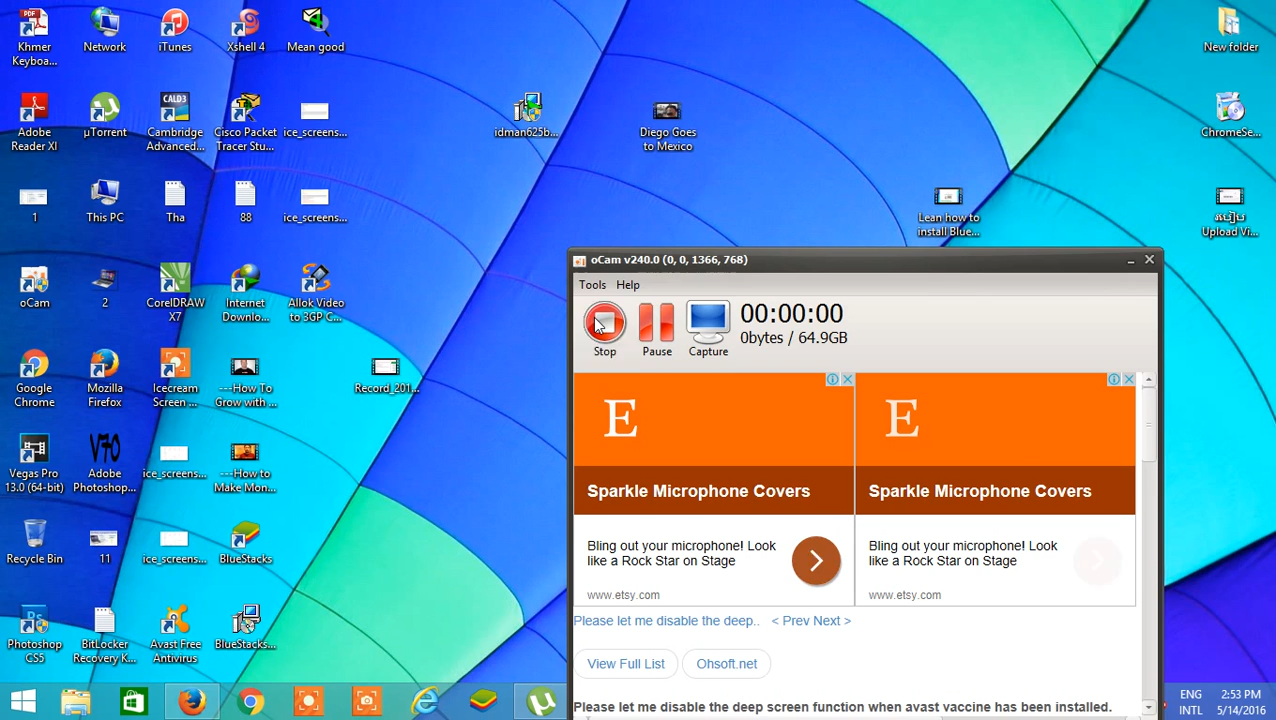 Khmer
Keyboa...
Network
iTunes
Xshell 4
Mean good
New folder
Adobe
Reader XI
µTorrent
CALD3
Cambridge
Advanced...
Cisco Packet
Tracer Stu...
ice_screens...
idman625b...
Diego Goes
to Mexico
ChromeSe...
1
This PC
Tha
88
ice_screens...
Lean how to
install Blue...
របៀប
Upload Vi...
oCam
2
CorelDRAW
X7
Internet
Downlo...
Allok Video
to 3GP C...
Google
Chrome
Mozilla
Firefox
Icecream
Screen ...
---How To
Grow with ...
Record_201...
Vegas Pro
13.0 (64-bit)
V70
Adobe
Photoshop...
ice_screens...
---How to
Make Mon...
Recycle Bin
11
ice_screens...
BlueStacks
Photoshop
CS5
BitLocker
Recovery K...
Avast Free
Antivirus
BlueStacks...
oCam v240.0 (0, 0, 1366, 768)
Tools Help
Stop
Pause
Capture
00:00:00
0bytes / 64.9GB
E
Sparkle Microphone Covers
Bling out your microphone! Look
like a Rock Star on Stage
www.etsy.com
E
Sparkle Microphone Covers
Bling out your microphone! Look
like a Rock Star on Stage
www.etsy.com
Please let me disable the deep.. < Prev Next >
View Full List
Ohsoft.net
Please let me disable the deep screen function when avast vaccine has been installed.
ENG
INTL
2:53 PM
5/14/2016